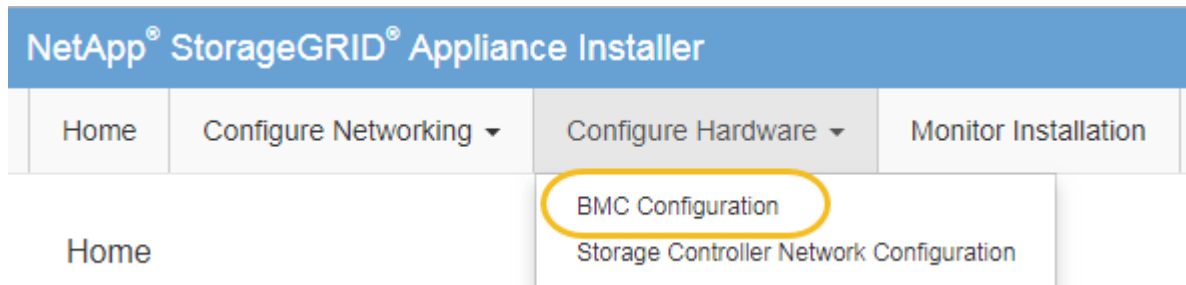 NetApp® StorageGRID® Appliance Installer
Home Configure Networking Configure Hardware Monitor Installation
BMC Configuration
Home
Storage Controller Network Configuration